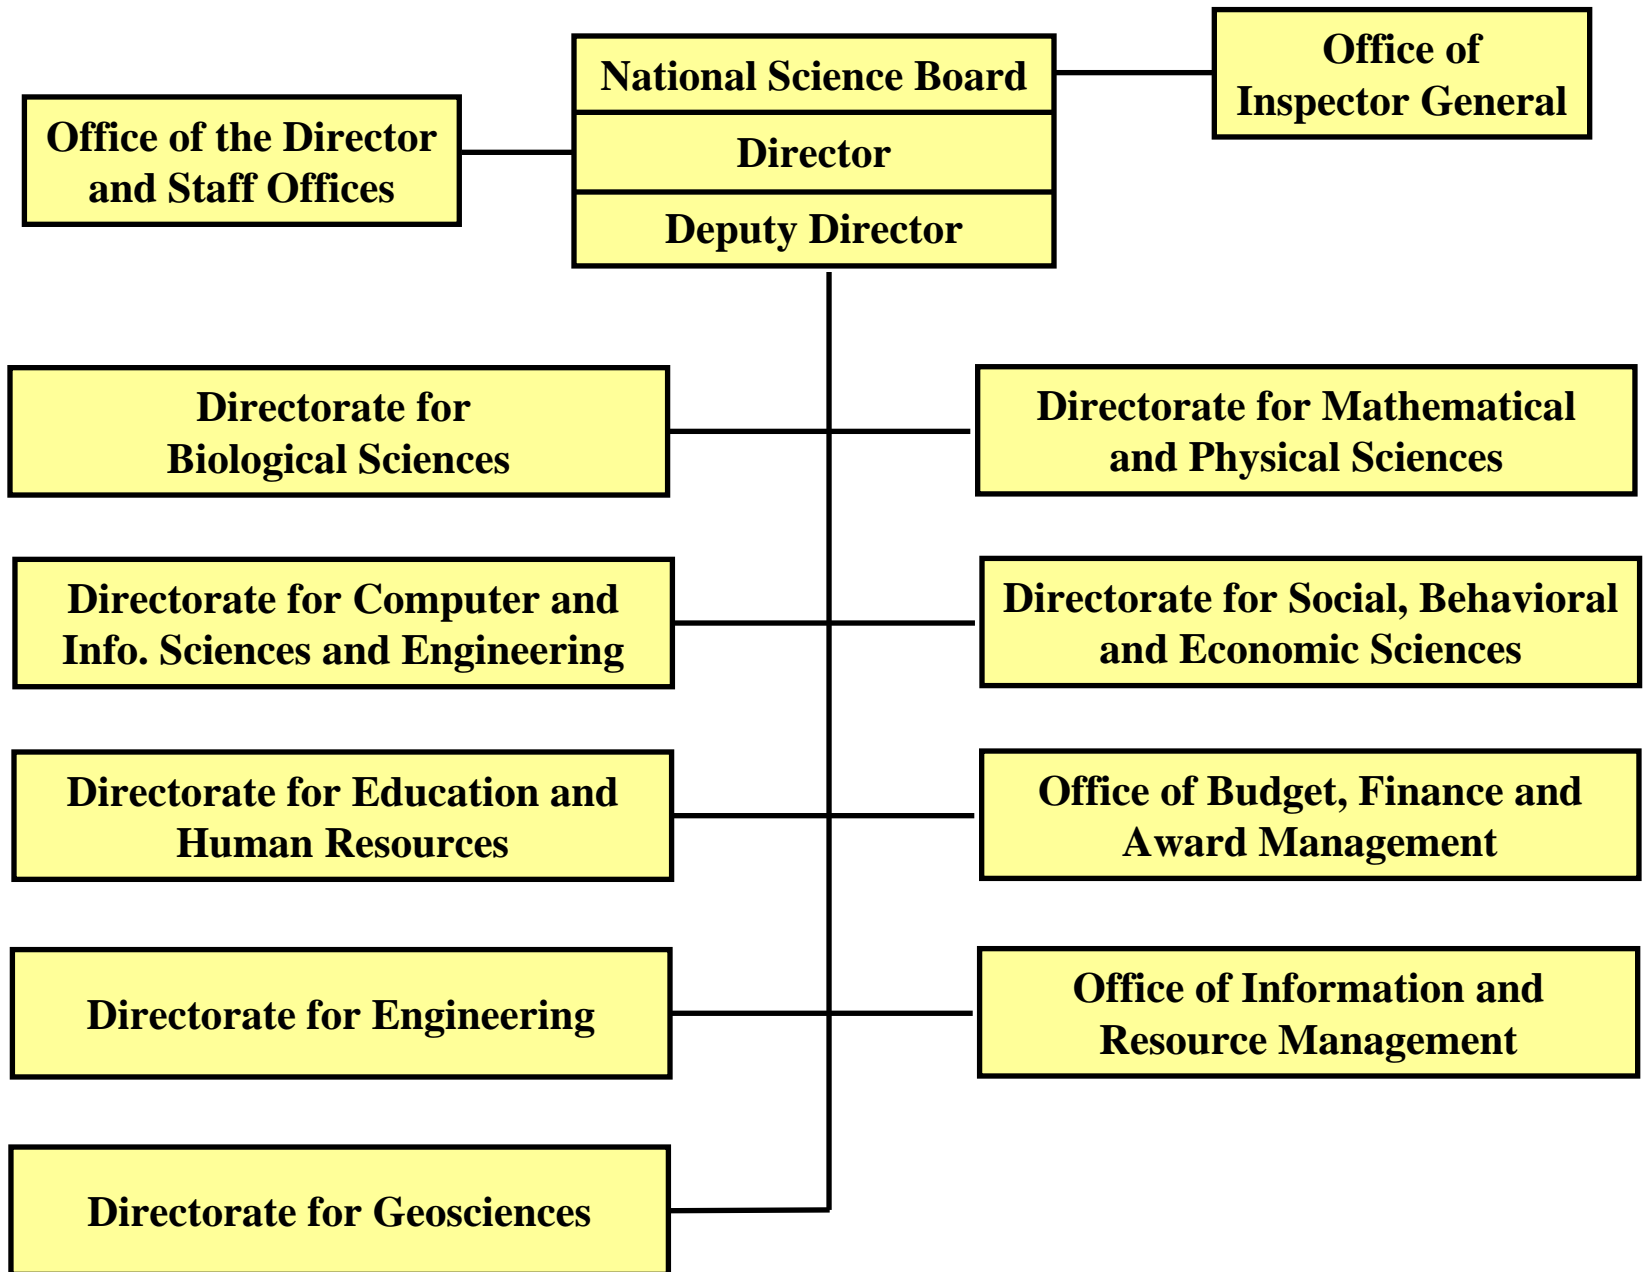 National Science Board
Office of
Inspector General
Office of the Director
and Staff Offices
Director
Deputy Director
Directorate for
Biological Sciences
Directorate for Mathematical
and Physical Sciences
Directorate for Computer and
Info. Sciences and Engineering
Directorate for Social, Behavioral
and Economic Sciences
Directorate for Education and
Human Resources
Office of Budget, Finance and
Award Management
Directorate for Engineering
Office of Information and
Resource Management
Directorate for Geosciences